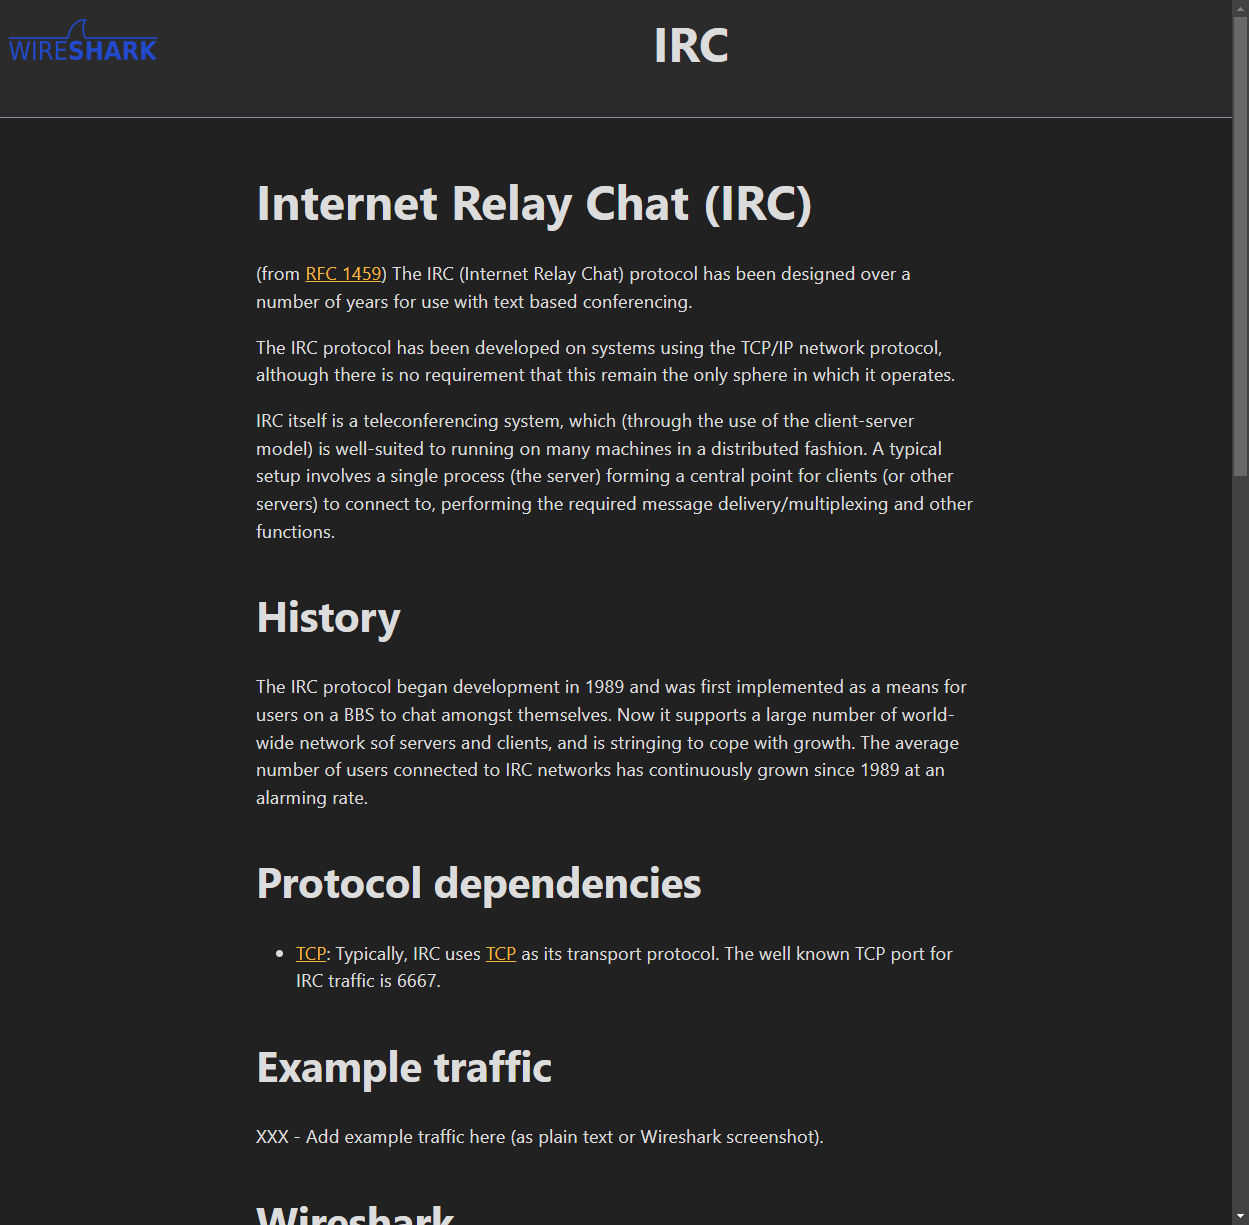 WIRESHARK
IRC
Internet Relay Chat (IRC)
(from RFC 1459) The IRC (Internet Relay Chat) protocol has been designed over a
number of years for use with text based conferencing.
The IRC protocol has been developed on systems using the TCP/IP network protocol,
although there is no requirement that this remain the only sphere in which it operates.
IRC itself is a teleconferencing system, which (through the use of the client-server
model) is well-suited to running on many machines in a distributed fashion. A typical
setup involves a single process (the server) forming a central point for clients (or other
servers) to connect to, performing the required message delivery/multiplexing and other
functions.
History
The IRC protocol began development in 1989 and was first implemented as a means for
users on a BBS to chat amongst themselves. Now it supports a large number of world-
wide network sof servers and clients, and is stringing to cope with growth. The average
number of users connected to IRC networks has continuously grown since 1989 at an
alarming rate.
Protocol dependencies
• TCP: Typically, IRC uses TCP as its transport protocol. The well known TCP port for
IRC traffic is 6667.
Example traffic
XXX - Add example traffic here (as plain text or Wireshark screenshot).
Wireshark